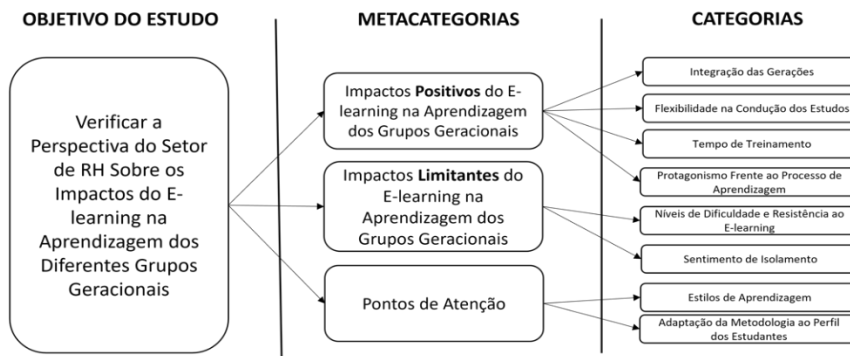 OBJETIVO DO ESTUDO
METACATEGORIAS
CATEGORIAS
Verificar a
Perspectiva do Setor
de RH Sobre os
Impactos do E-
learning na
Aprendizagem dos
Diferentes Grupos
Geracionais
Impactos Positivos do E-
learning na Aprendizagem
dos Grupos Geracionais
Impactos Limitantes do
E-learning na
Aprendizagem dos
Grupos Geracionais
Pontos de Atenção
Integração das Gerações
Flexibilidade na Condução dos Estudos
Tempo de Treinamento
Protagonismo Frente ao Processo de
Aprendizagem
Níveis de Dificuldade e Resistência ao
E-learning
Sentimento de Isolamento
Estilos de Aprendizagem
Adaptação da Metodologia ao Perfil
dos Estudantes